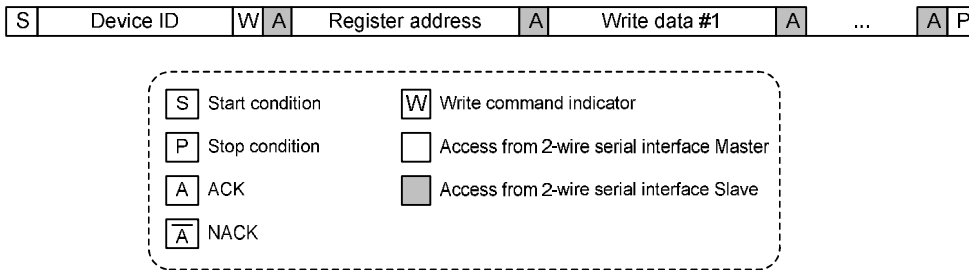 S Device ID W A Register address A Write data #1 A ... A P
S Start condition W Write command indicator
P Stop condition Access from 2-wire serial interface Master
A ACK Access from 2-wire serial interface Slave
A̅ NACK